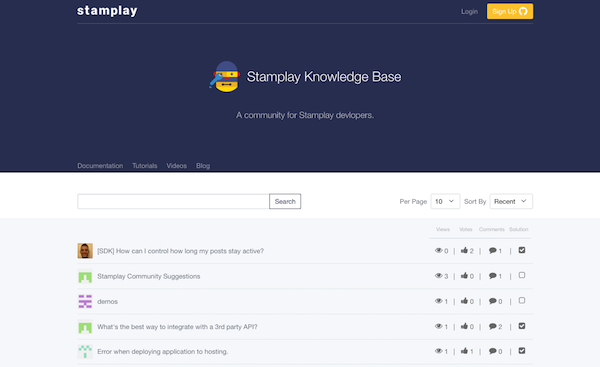 stamplay
Login Sign Up
Stamplay Knowledge Base
A community for Stamplay devlopers.
Documentation Tutorials Videos Blog
Search Per Page 10 Sort By Recent
Views Votes Comments Solution
[SDK] How can I control how long my posts stay active? 0 | 2 | 1 |
Stamplay Community Suggestions 3 | 0 | 1 |
demos 1 | 0 | 0 |
What's the best way to integrate with a 3rd party API? 1 | 0 | 2 |
Error when deploying application to hosting. 1 | 1 | 0 |